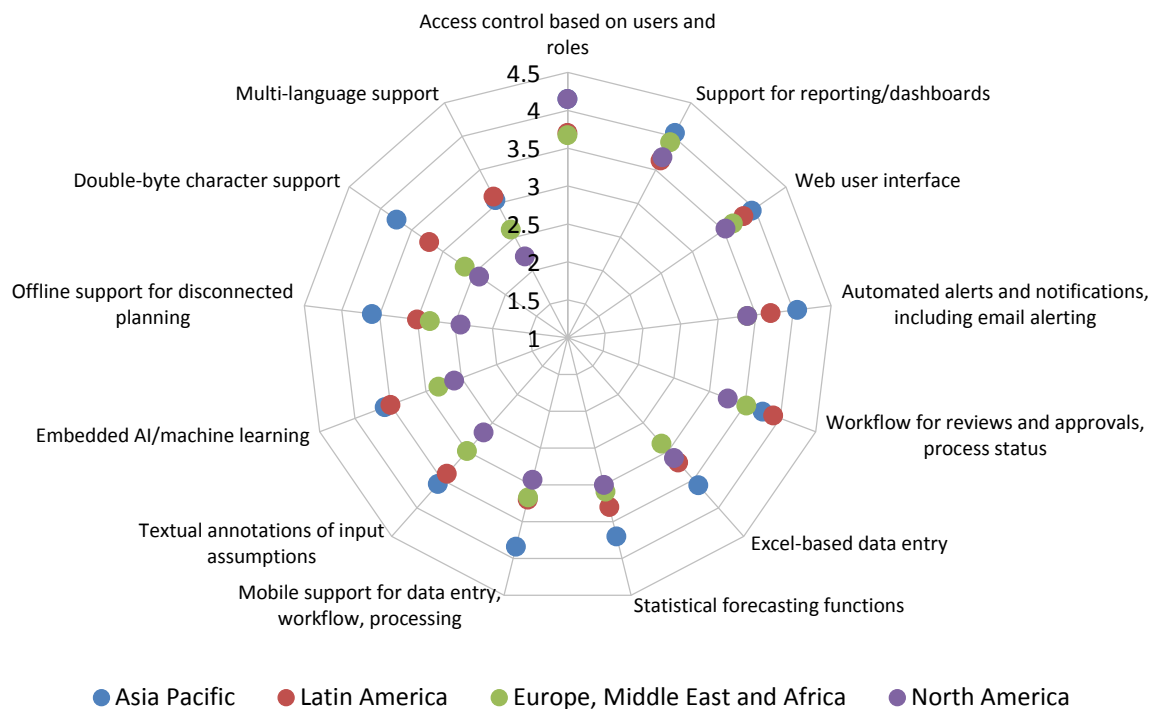 Access control based on users and
roles
Support for reporting/dashboards
Web user interface
Automated alerts and notifications,
including email alerting
Workflow for reviews and approvals,
process status
Excel-based data entry
Statistical forecasting functions
Mobile support for data entry,
workflow, processing
Textual annotations of input
assumptions
Embedded AI/machine learning
Offline support for disconnected
planning
Double-byte character support
Multi-language support
4.5
4
3.5
3
2.5
2
1.5
1
Asia Pacific
Latin America
Europe, Middle East and Africa
North America